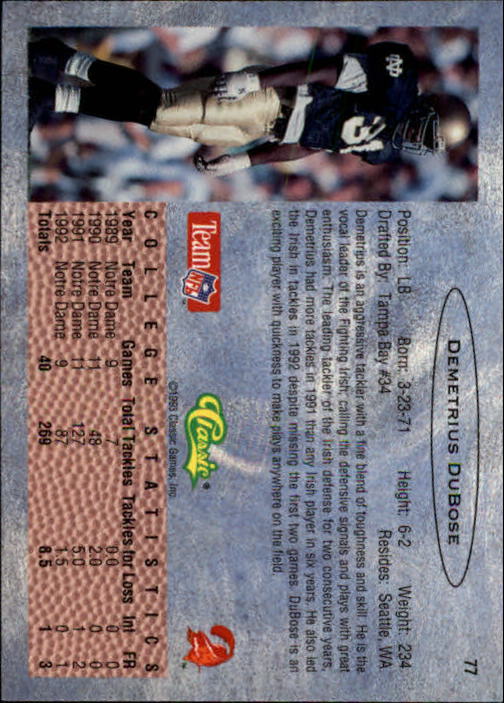 77
DEMETRIUS DUBOSE
Position: LB Born: 3-23-71 Height: 6-2 Weight: 234
Drafted By: Tampa Bay #34 Resides: Seattle, WA
Demetrius is an aggressive tackler with a fine blend of toughness and skill. He is the
vocal leader of the Fighting Irish, calling the defensive signals and plays with great
enthusiasm. The leading tackler of the Irish defense for two consecutive years,
Demetrius had more tackles in 1991 than any Irish player in six years. He also led
the Irish in tackles in 1992 despite missing the first two games. DuBose is an
exciting player with quickness to make plays anywhere on the field.
Team NFL
Classic®
©1993 Classic Games, Inc.
COLLEGE STATISTICS
Year Team Games Total Tackles Tackles for Loss Int FR
1989 Notre Dame 9 7 0.0 0 0
1990 Notre Dame 11 48 2.0 0 0
1991 Notre Dame 11 127 5.0 1 2
1992 Notre Dame 9 87 1.5 0 1
Totals 40 269 8.5 1 3